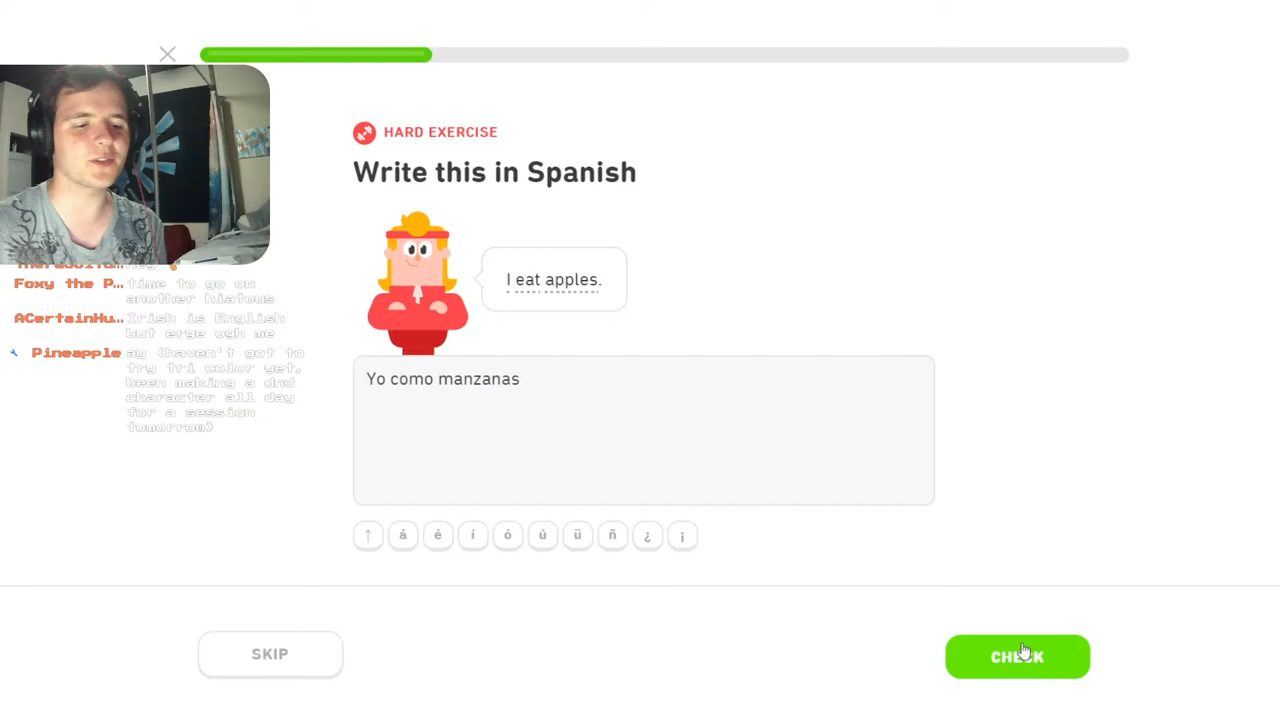 HARD EXERCISE
Write this in Spanish
I eat apples.
Foxy the P... time to go on
another hiatous
ACertainHu... Irish is English
but erge ogh me
Pineapple ay (haven't got to
try tri color yet,
been making a dnd
character all day
for a session
tomorrow)
Yo como manzanas
↑ á é í ó ú ü ñ ¿ ¡
SKIP
CHECK